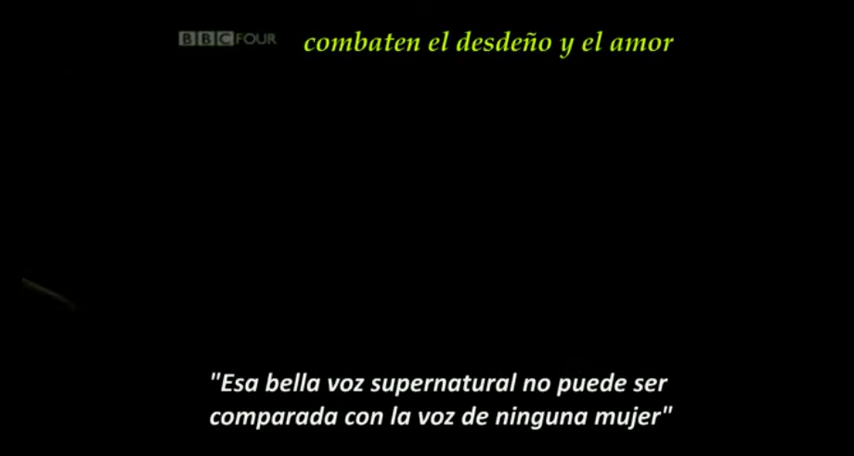 BBC FOUR
combaten el desdeño y el amor
"Esa bella voz supernatural no puede ser
comparada con la voz de ninguna mujer"